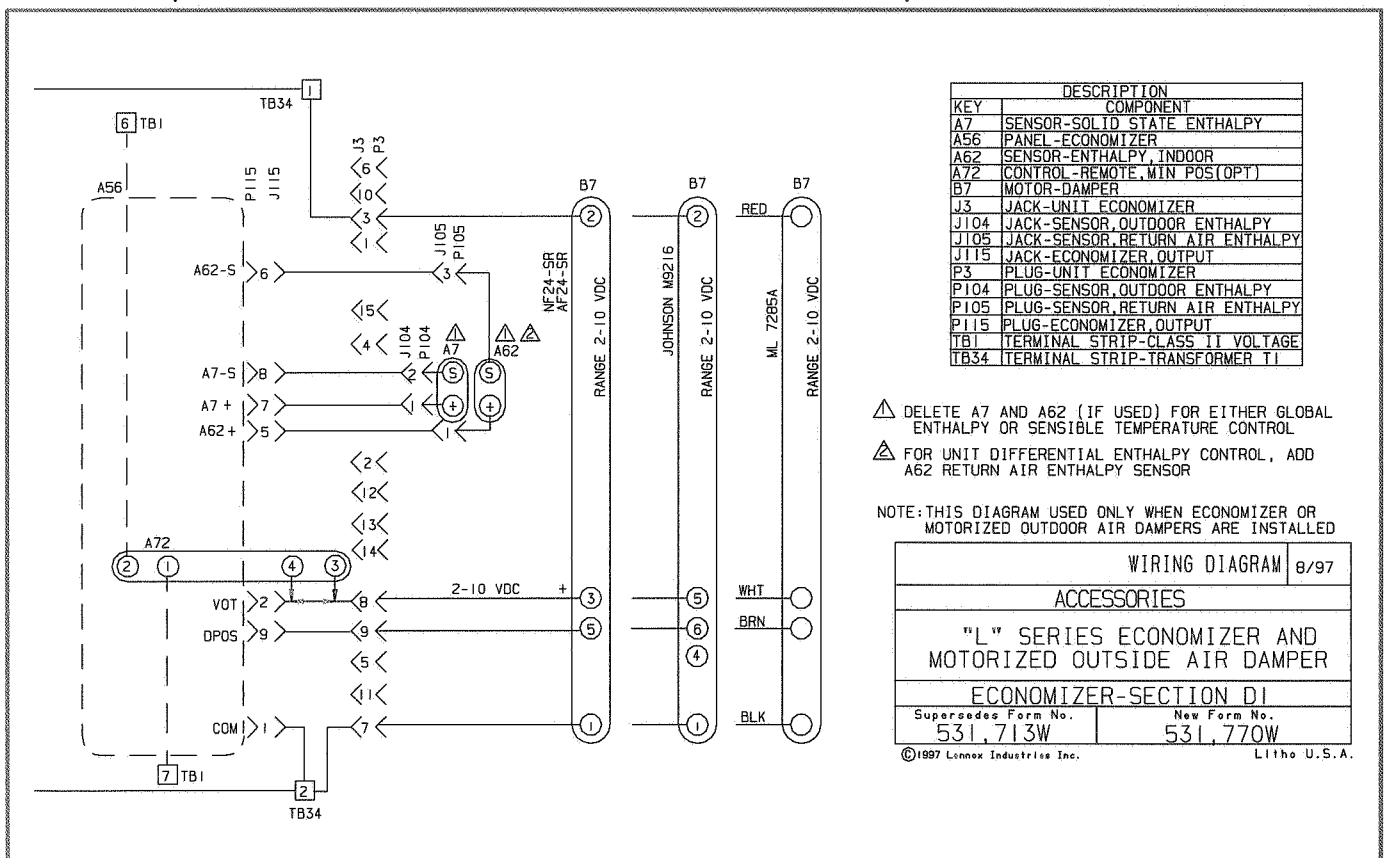 TB34
1
6 TB1
A56
P115
J115
J3
P3
6
10
3
1
J105
P105
A62-S 6
3
15
4
J104
P104
1
A7
1 2
A62
A7-S 8
2
S
S
A7 + 7
1
+
+
A62+ 5
1
2
12
13
14
A72
2 1 4 3
VOT 2
8
2-10 VDC +
DPOS 9
9
5
11
COM 1
7
7 TB1
2
TB34
B7
2
NF24-SR
AF24-SR
RANGE 2-10 VDC
3
5
1
B7
2
JOHNSON M9216
RANGE 2-10 VDC
5
6
4
1
B7
RED
ML 7285A
RANGE 2-10 VDC
WHT
BRN
BLK
DESCRIPTION
KEY COMPONENT
A7 SENSOR-SOLID STATE ENTHALPY
A56 PANEL-ECONOMIZER
A62 SENSOR-ENTHALPY,INDOOR
A72 CONTROL-REMOTE,MIN POS(OPT)
B7 MOTOR-DAMPER
J3 JACK-UNIT ECONOMIZER
J104 JACK-SENSOR,OUTDOOR ENTHALPY
J105 JACK-SENSOR,RETURN AIR ENTHALPY
J115 JACK-ECONOMIZER,OUTPUT
P3 PLUG-UNIT ECONOMIZER
P104 PLUG-SENSOR,OUTDOOR ENTHALPY
P105 PLUG-SENSOR,RETURN AIR ENTHALPY
P115 PLUG-ECONOMIZER,OUTPUT
TB1 TERMINAL STRIP-CLASS II VOLTAGE
TB34 TERMINAL STRIP-TRANSFORMER T1
1 DELETE A7 AND A62 (IF USED) FOR EITHER GLOBAL
ENTHALPY OR SENSIBLE TEMPERATURE CONTROL
2 FOR UNIT DIFFERENTIAL ENTHALPY CONTROL, ADD
A62 RETURN AIR ENTHALPY SENSOR
NOTE:THIS DIAGRAM USED ONLY WHEN ECONOMIZER OR
MOTORIZED OUTDOOR AIR DAMPERS ARE INSTALLED
WIRING DIAGRAM 8/97
ACCESSORIES
"L" SERIES ECONOMIZER AND
MOTORIZED OUTSIDE AIR DAMPER
ECONOMIZER-SECTION D1
Supersedes Form No. New Form No.
531,713W 531,770W
©1997 Lennox Industries Inc. Litho U.S.A.